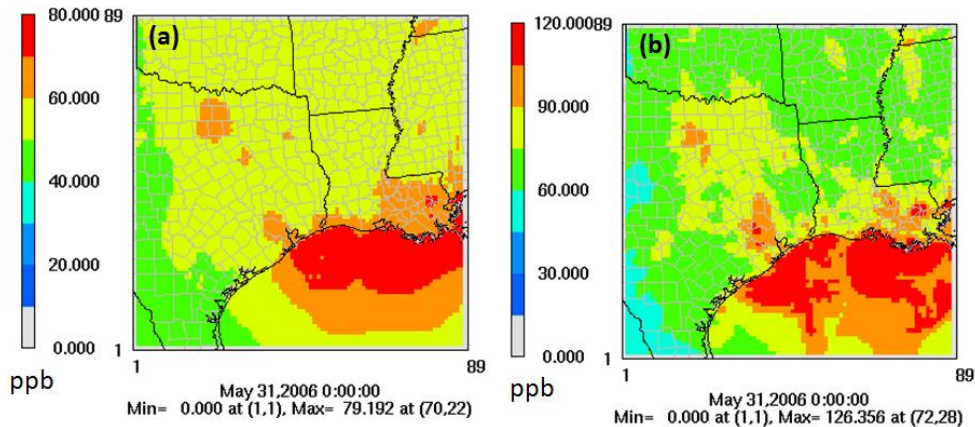 80.000
60.000
40.000
20.000
0.000
ppb
89
(a)
1
1
89
May 31,2006 0:00:00
Min= 0.000 at (1,1), Max= 79.192 at (70,22)
120.000
90.000
60.000
30.000
0.000
ppb
89
(b)
1
1
89
May 31,2006 0:00:00
Min= 0.000 at (1,1), Max= 126.356 at (72,28)